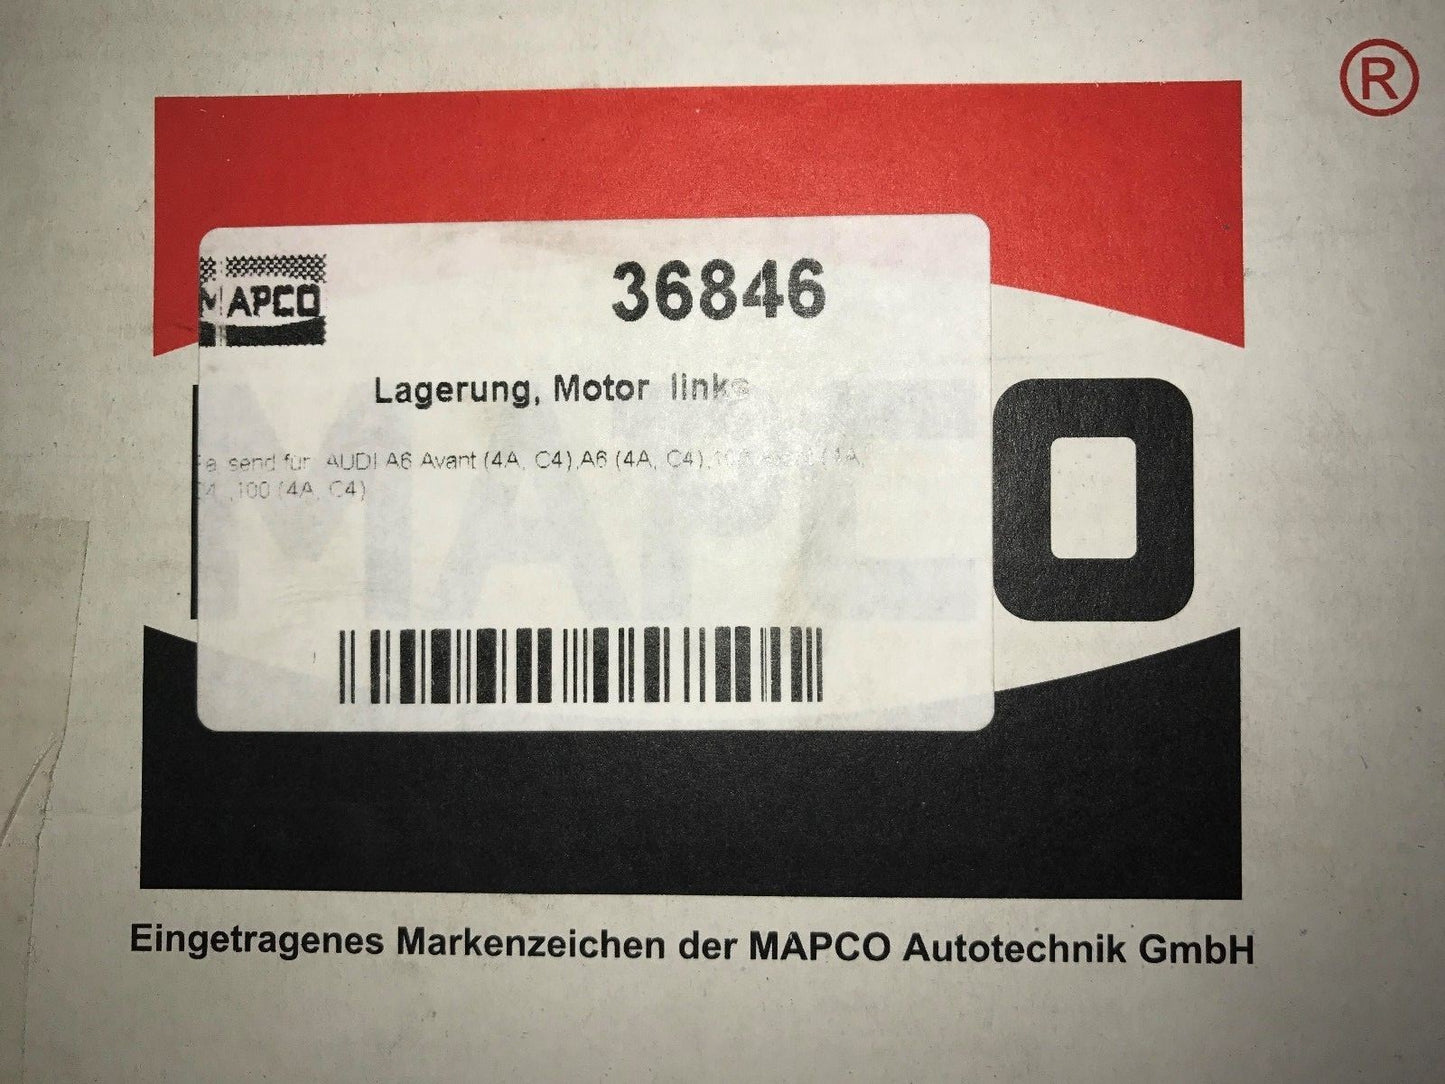 ®
MAPCO
36846
Lagerung, Motor links
für AUDI A6 Avant (4A, C4),A6 (4A, C4),
,100 (4A, C4)
MAPCO
Eingetragenes Markenzeichen der MAPCO Autotechnik GmbH